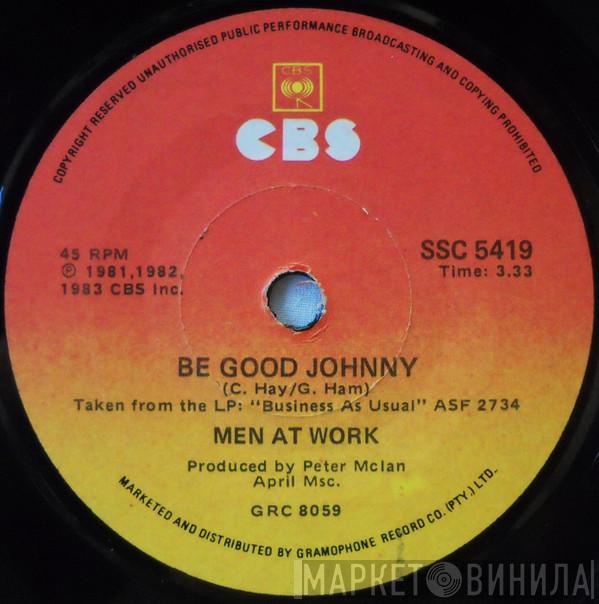 COPYRIGHT RESERVED UNAUTHORISED PUBLIC PERFORMANCE BROADCASTING AND COPYING PROHIBITED
CBS
CBS
45 RPM
℗ 1981,1982,
1983 CBS Inc.
SSC 5419
Time: 3.33
BE GOOD JOHNNY
(C. Hay/G. Ham)
Taken from the LP: "Business As Usual" ASF 2734
MEN AT WORK
Produced by Peter McIan
April Msc.
GRC 8059
MARKETED AND DISTRIBUTED BY GRAMOPHONE RECORD CO. (PTY.) LTD.
МАРКЕТ ВИНИЛА